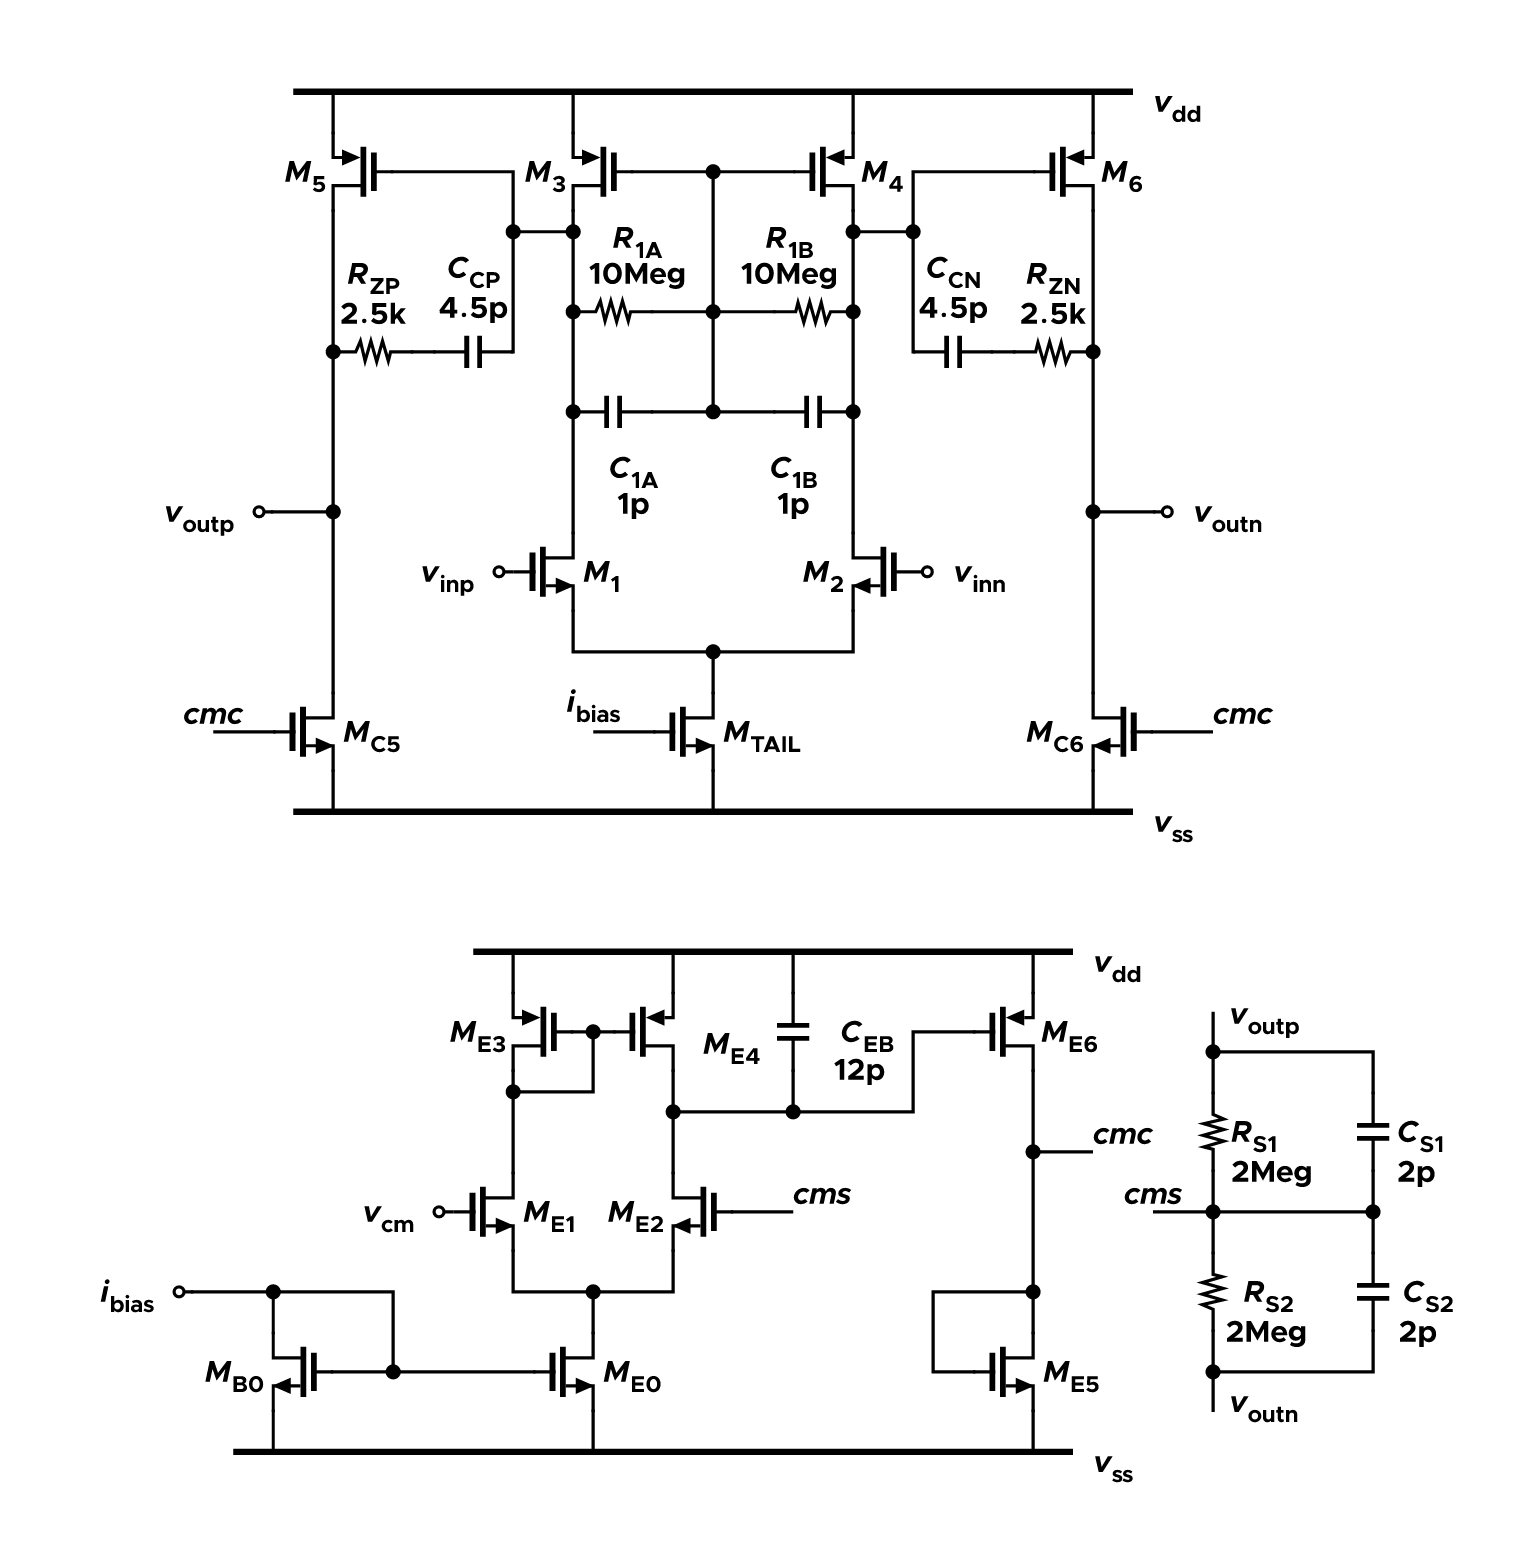 vdd
M5
M3
M4
M6
R1A
10Meg
R1B
10Meg
RZP
2.5k
CCP
4.5p
CCN
4.5p
RZN
2.5k
C1A
1p
C1B
1p
voutp
voutn
vinp
M1
M2
vinn
cmc
MC5
ibias
MTAIL
MC6
cmc
vss
vdd
ME3
ME4
CEB
12p
ME6
voutp
cmc
RS1
2Meg
CS1
2p
vcm
ME1
ME2
cms
cms
ibias
RS2
2Meg
CS2
2p
MB0
ME0
ME5
voutn
vss